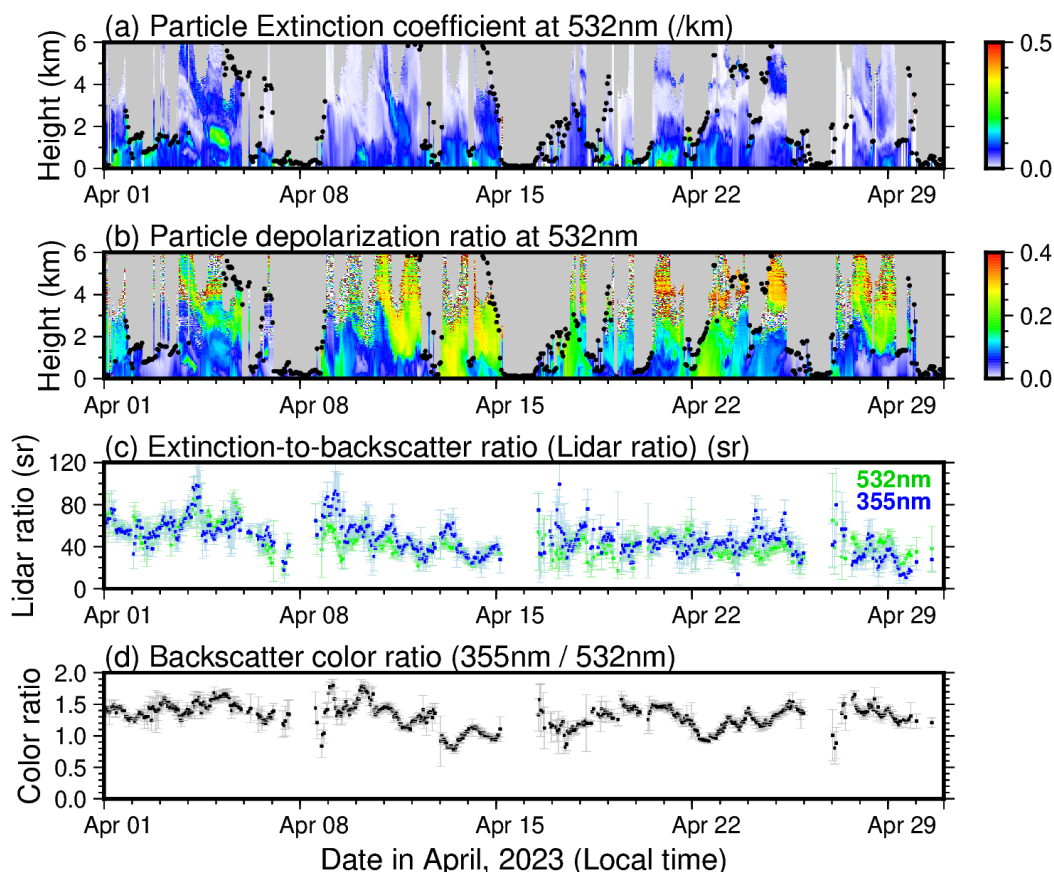 (a) Particle Extinction coefficient at 532nm (/km)
Height (km)
6
4
2
0
0.5
0.0
Apr 01
Apr 08
Apr 15
Apr 22
Apr 29
(b) Particle depolarization ratio at 532nm
Height (km)
6
4
2
0
0.4
0.2
0.0
Apr 01
Apr 08
Apr 15
Apr 22
Apr 29
(c) Extinction-to-backscatter ratio (Lidar ratio) (sr)
Lidar ratio (sr)
120
80
40
0
532nm
355nm
Apr 01
Apr 08
Apr 15
Apr 22
Apr 29
(d) Backscatter color ratio (355nm / 532nm)
Color ratio
2.0
1.5
1.0
0.5
0.0
Apr 01
Apr 08
Apr 15
Apr 22
Apr 29
Date in April, 2023 (Local time)